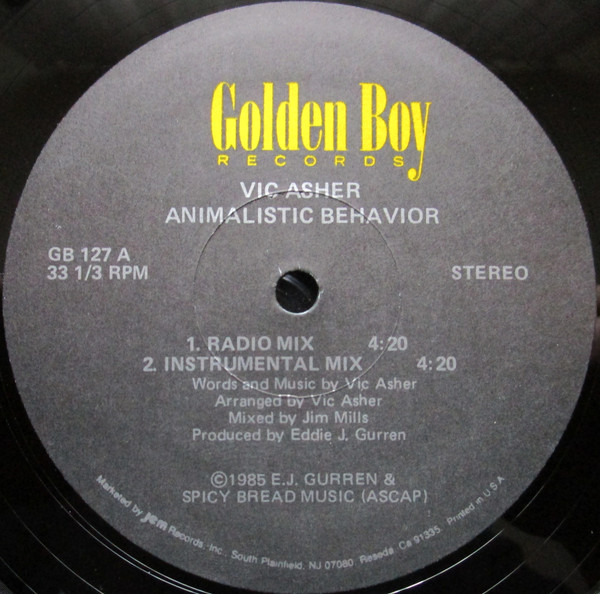 Golden Boy
RECORDS
VIC ASHER
ANIMALISTIC BEHAVIOR
GB 127 A
33 1/3 RPM
STEREO
1. RADIO MIX 4:20
2. INSTRUMENTAL MIX 4:20
Words and Music by Vic Asher
Arranged by Vic Asher
Mixed by Jim Mills
Produced by Eddie J. Gurren
©1985 E.J. GURREN &
SPICY BREAD MUSIC (ASCAP)
Marketed by jem Records, Inc. South Plainfield, NJ 07080 Reseda Ca 91335 Printed in U.S.A